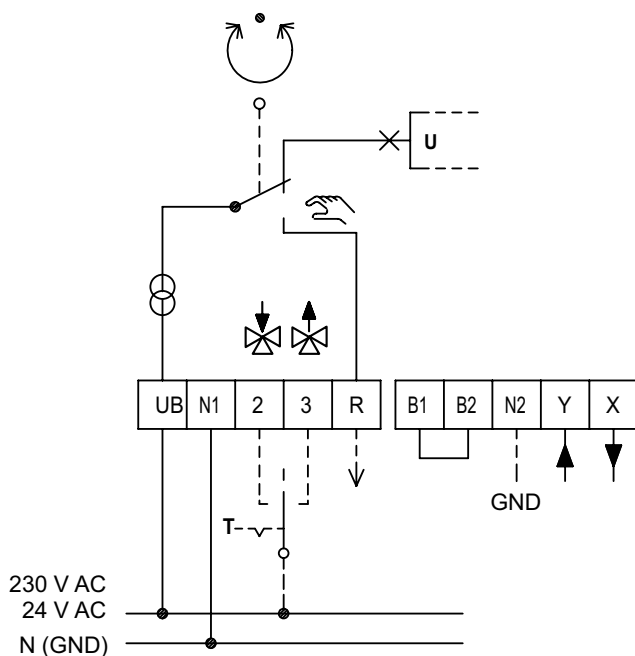 U
UB N1 2 3 R B1 B2 N2 Y X
GND
T
230 V AC
24 V AC
N (GND)